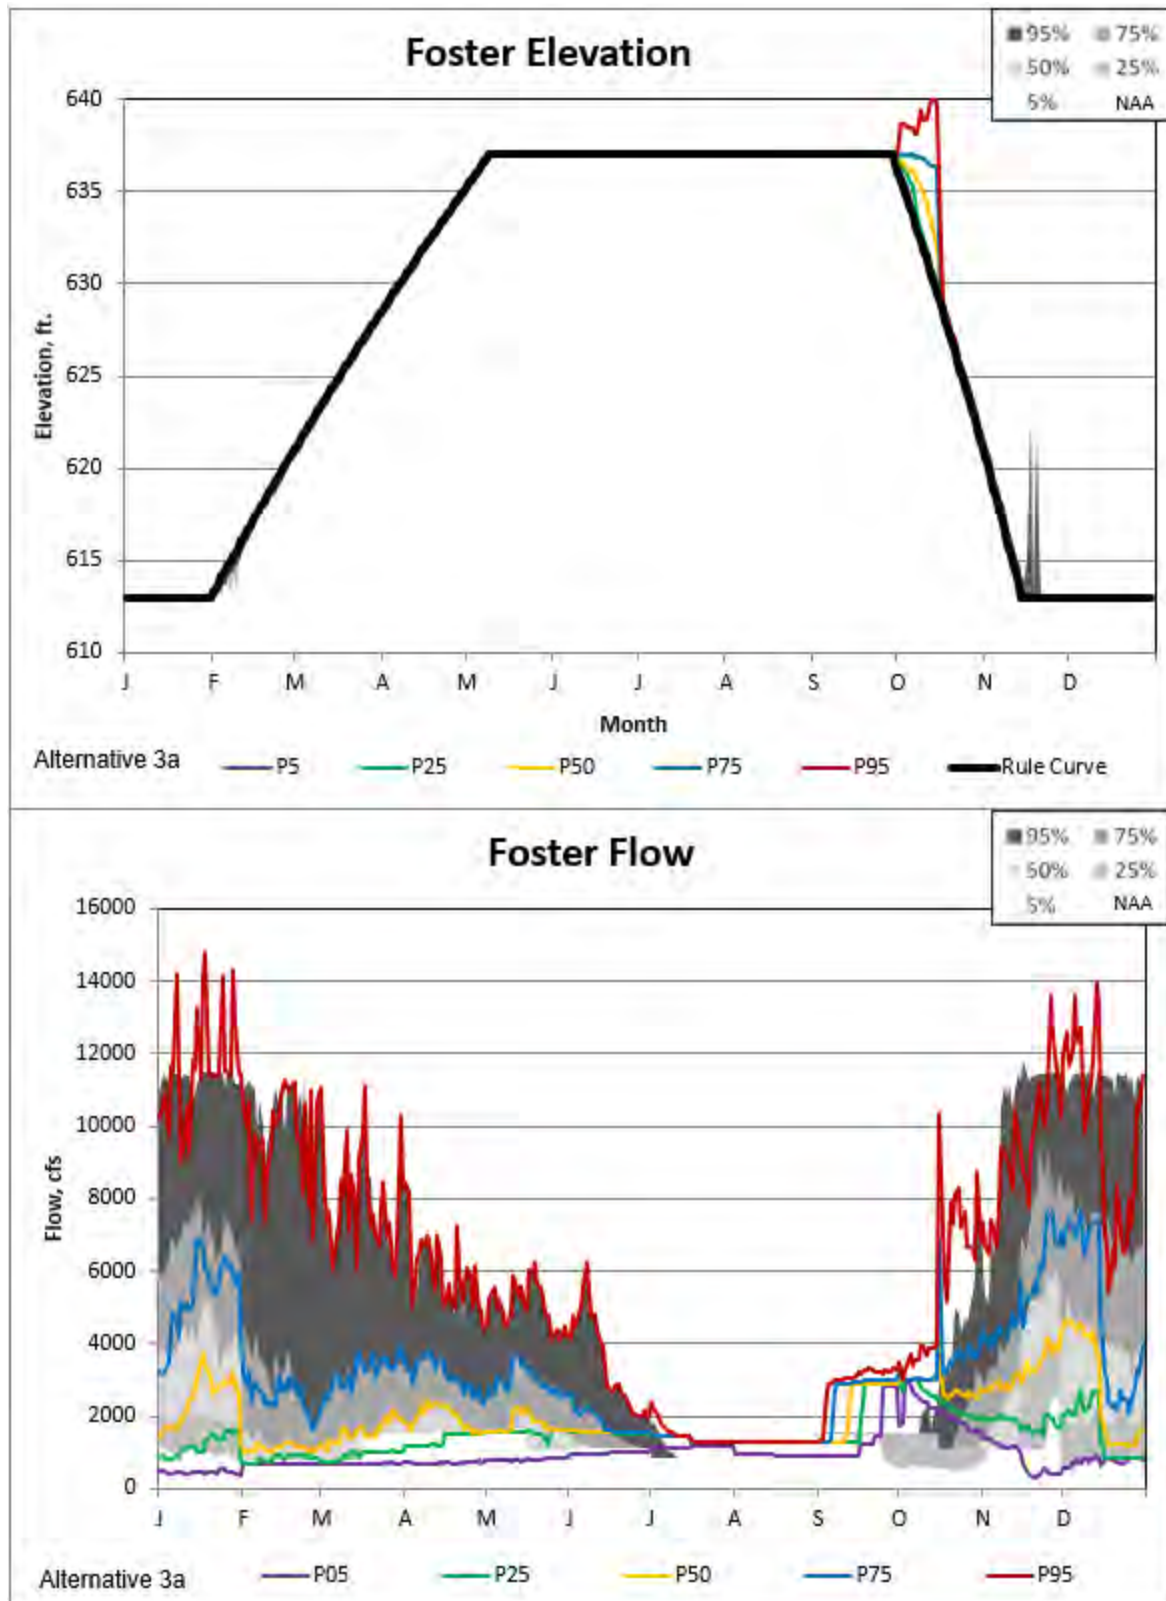 Foster Elevation
95% 75%
50% 25%
5% NAA
640
635
630
625
620
615
610
Elevation, ft.
J F M A M J J A S O N D
Month
Alternative 3a P5 P25 P50 P75 P95 Rule Curve
Foster Flow
95% 75%
50% 25%
5% NAA
16000
14000
12000
10000
8000
6000
4000
2000
0
Flow, cfs
J F M A M J J A S O N D
Alternative 3a P05 P25 P50 P75 P95